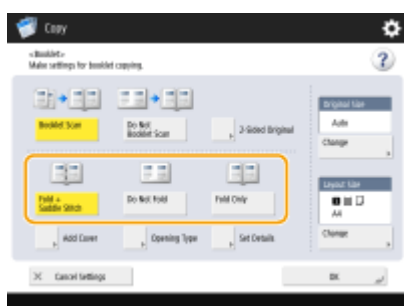 Copy
<Booklet>
Make settings for booklet copying.
?
Booklet Scan
Do Not
Booklet Scan
2-Sided Original
Original Size
Auto
Change
Fold +
Saddle Stitch
Do Not Fold
Fold Only
Layout Size
A4
Change
Add Cover
Opening Type
Set Details
Cancel Settings
OK